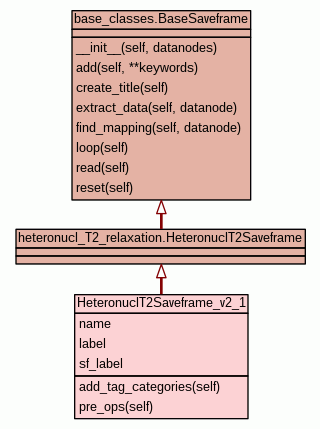 base_classes.BaseSaveframe
__init__(self, datanodes)
add(self, **keywords)
create_title(self)
extract_data(self, datanode)
find_mapping(self, datanode)
loop(self)
read(self)
reset(self)
heteronucl_T2_relaxation.HeteronuclT2Saveframe
HeteronuclT2Saveframe_v2_1
name
label
sf_label
add_tag_categories(self)
pre_ops(self)